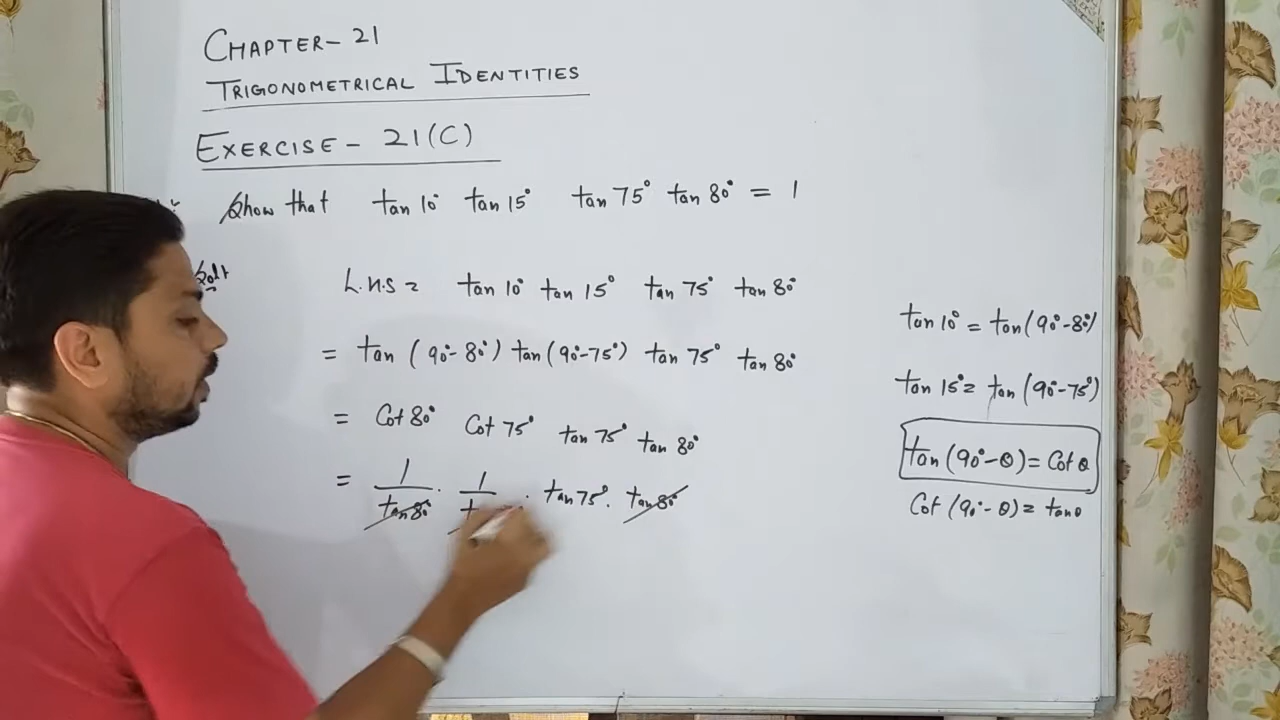 CHAPTER- 21
TRIGONOMETRICAL IDENTITIES
EXERCISE - 21(C)
Show that tan 10° tan 15° tan 75° tan 80° = 1
Sol:
L.H.S = tan 10° tan 15° tan 75° tan 80°
= tan (90°-80°) tan (90°-75°) tan 75° tan 80°
= Cot 80° Cot 75° tan 75° tan 80°
= 1/tan 80° . 1/ . tan 75° . tan 80°
tan 10° = tan(90°-80°)
tan 15° = tan (90°-75°)
tan (90°-θ) = Cot θ
Cot (90°-θ) = tan θ